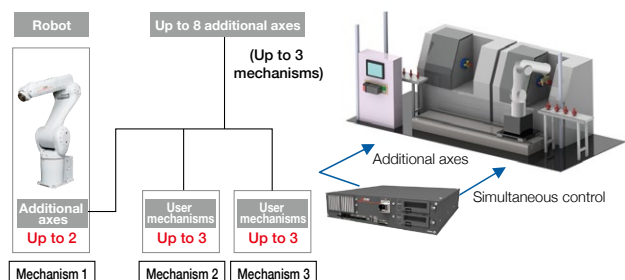 Robot
Up to 8 additional axes
(Up to 3
mechanisms)
Additional axes
Simultaneous control
Additional
axes
Up to 2
User
mechanisms
Up to 3
User
mechanisms
Up to 3
Mechanism 1
Mechanism 2
Mechanism 3